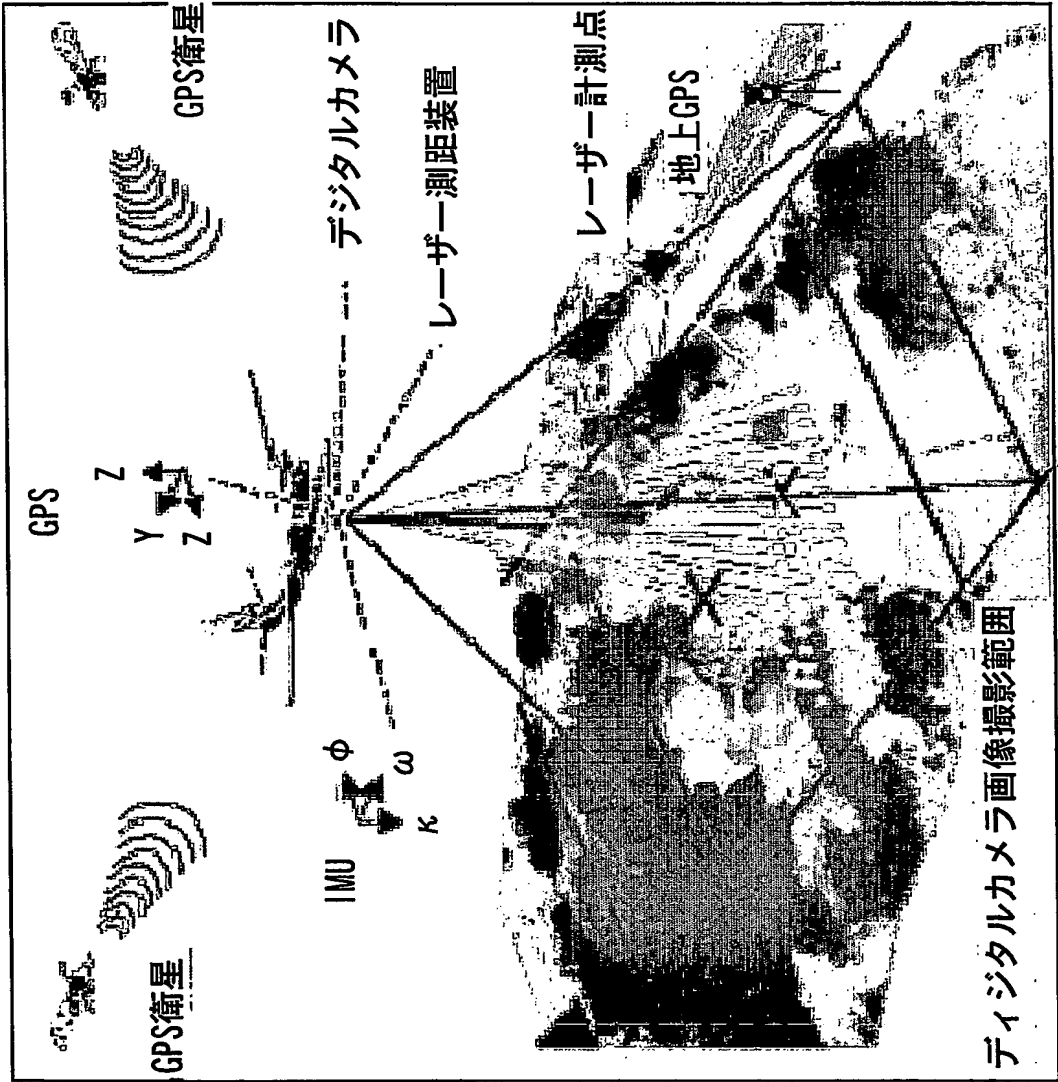 GPS
GPS衛星
GPS衛星
Z
Y
Z
デジタルカメラ
レーザー測距装置
IMU
φ
ω
κ
レーザー計測点
地上GPS
ディジタルカメラ画像撮影範囲